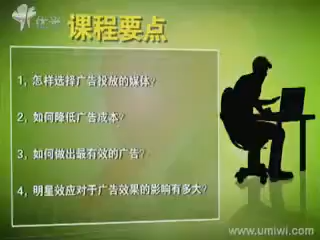 优米
课程要点
1, 怎样选择广告投放的媒体?
2, 如何降低广告成本?
3, 如何做出最有效的广告?
4, 明星效应对于广告效果的影响有多大?
www.umiwi.com